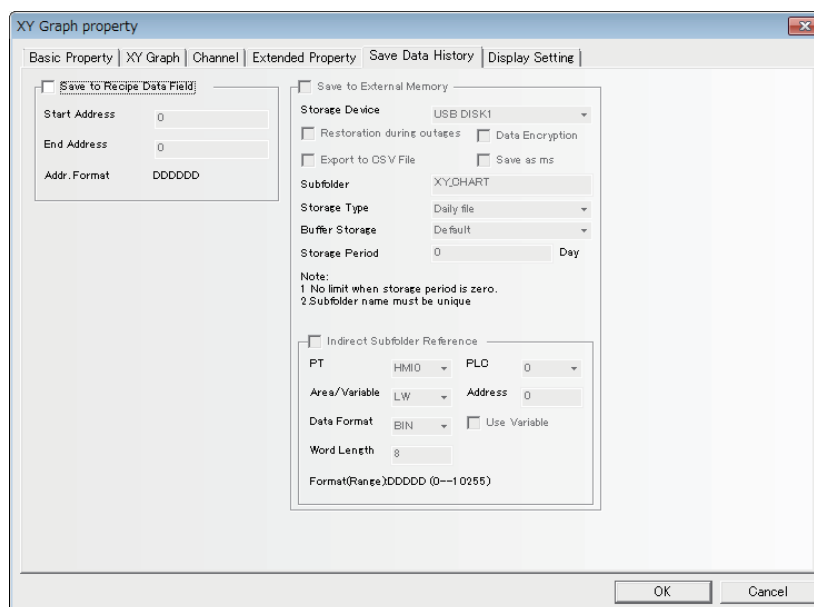 XY Graph property
Basic Property XY Graph Channel Extended Property Save Data History Display Setting
Save to Recipe Data Field
Start Address 0
End Address 0
Addr.Format DDDDDD
Save to External Memory
Storage Device USB DISK1
Restoration during outages Data Encryption
Export to CSV File Save as ms
Subfolder XY_CHART
Storage Type Daily file
Buffer Storage Default
Storage Period 0 Day
Note:
1 No limit when storage period is zero.
2.Subfolder name must be unique
Indirect Subfolder Reference
PT HMI0 PLC 0
Area/Variable LW Address 0
Data Format BIN Use Variable
Word Length 8
Format(Range):DDDDD (0--10255)
OK Cancel